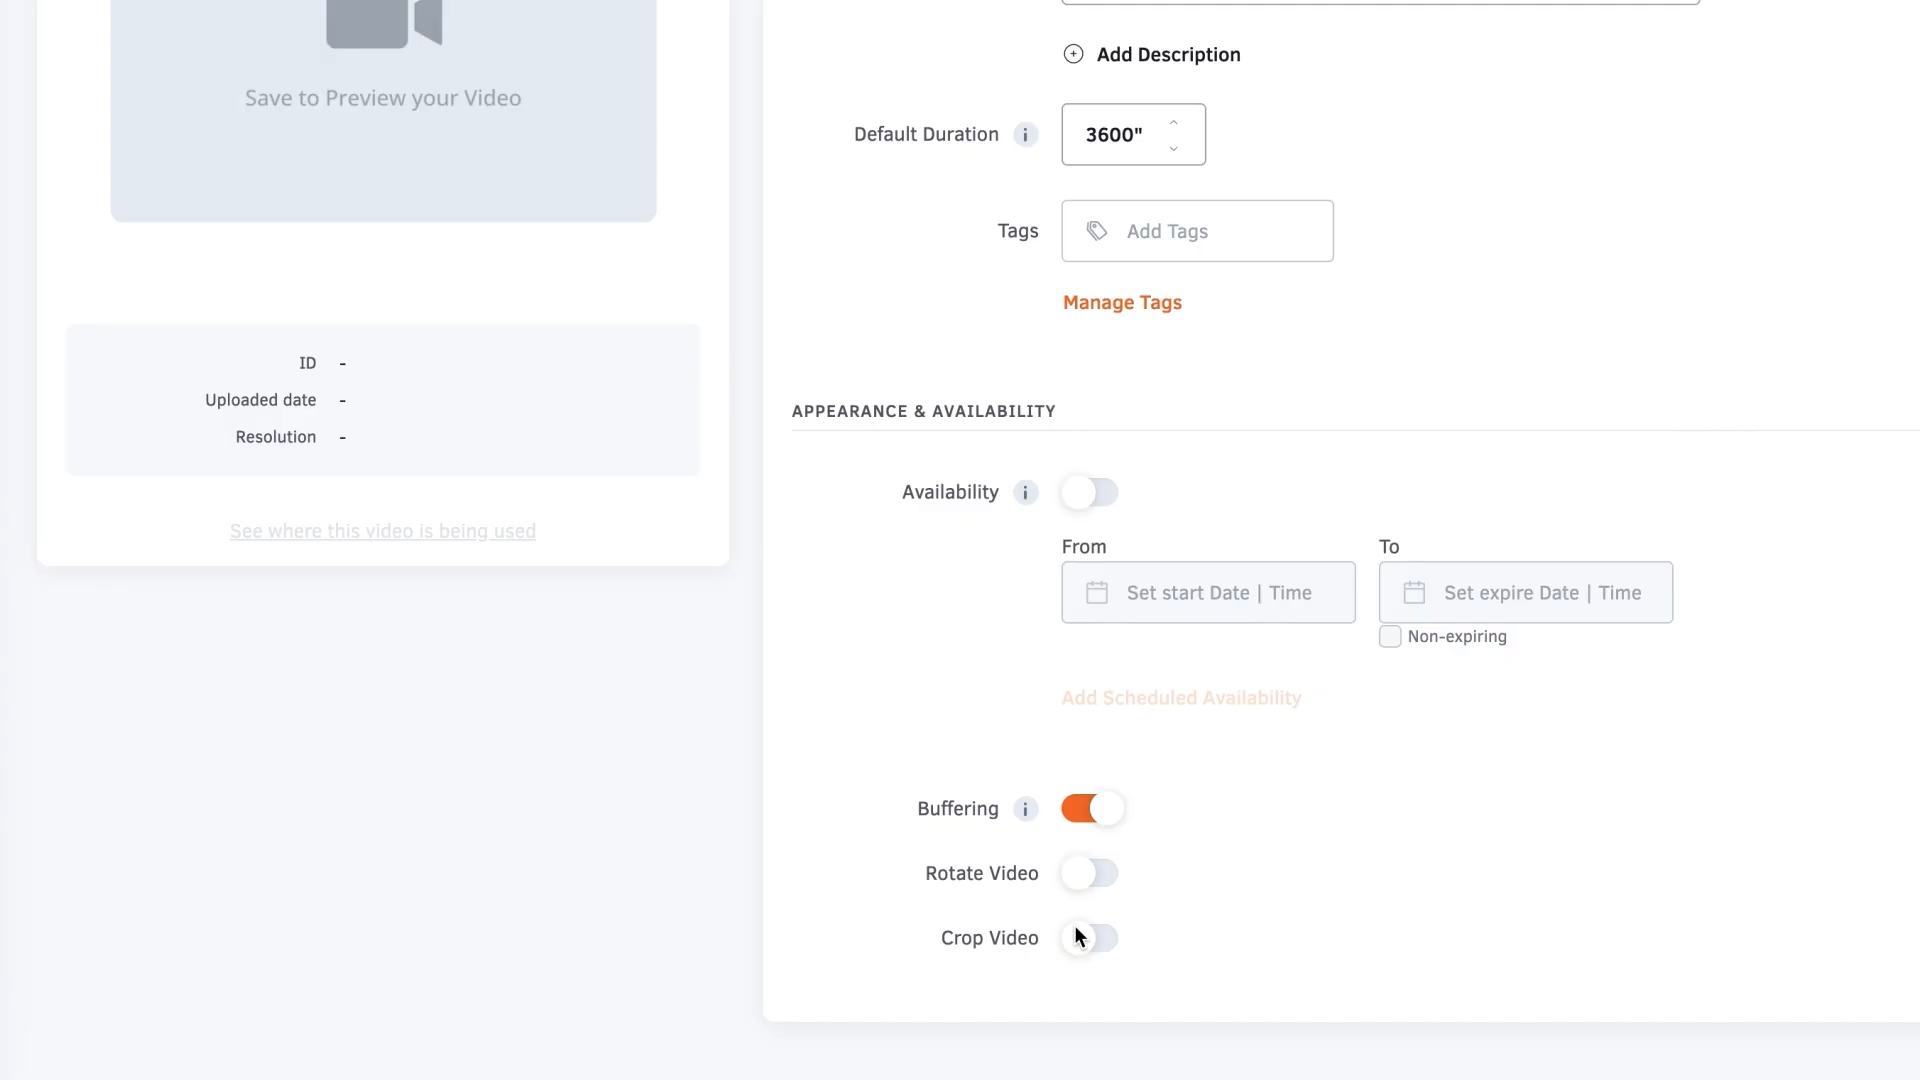 Save to Preview your Video
ID -
Uploaded date -
Resolution -
See where this video is being used
Add Description
Default Duration 3600"
Tags Add Tags
Manage Tags
APPEARANCE & AVAILABILITY
Availability
From To
Set start Date | Time Set expire Date | Time
Non-expiring
Add Scheduled Availability
Buffering
Rotate Video
Crop Video